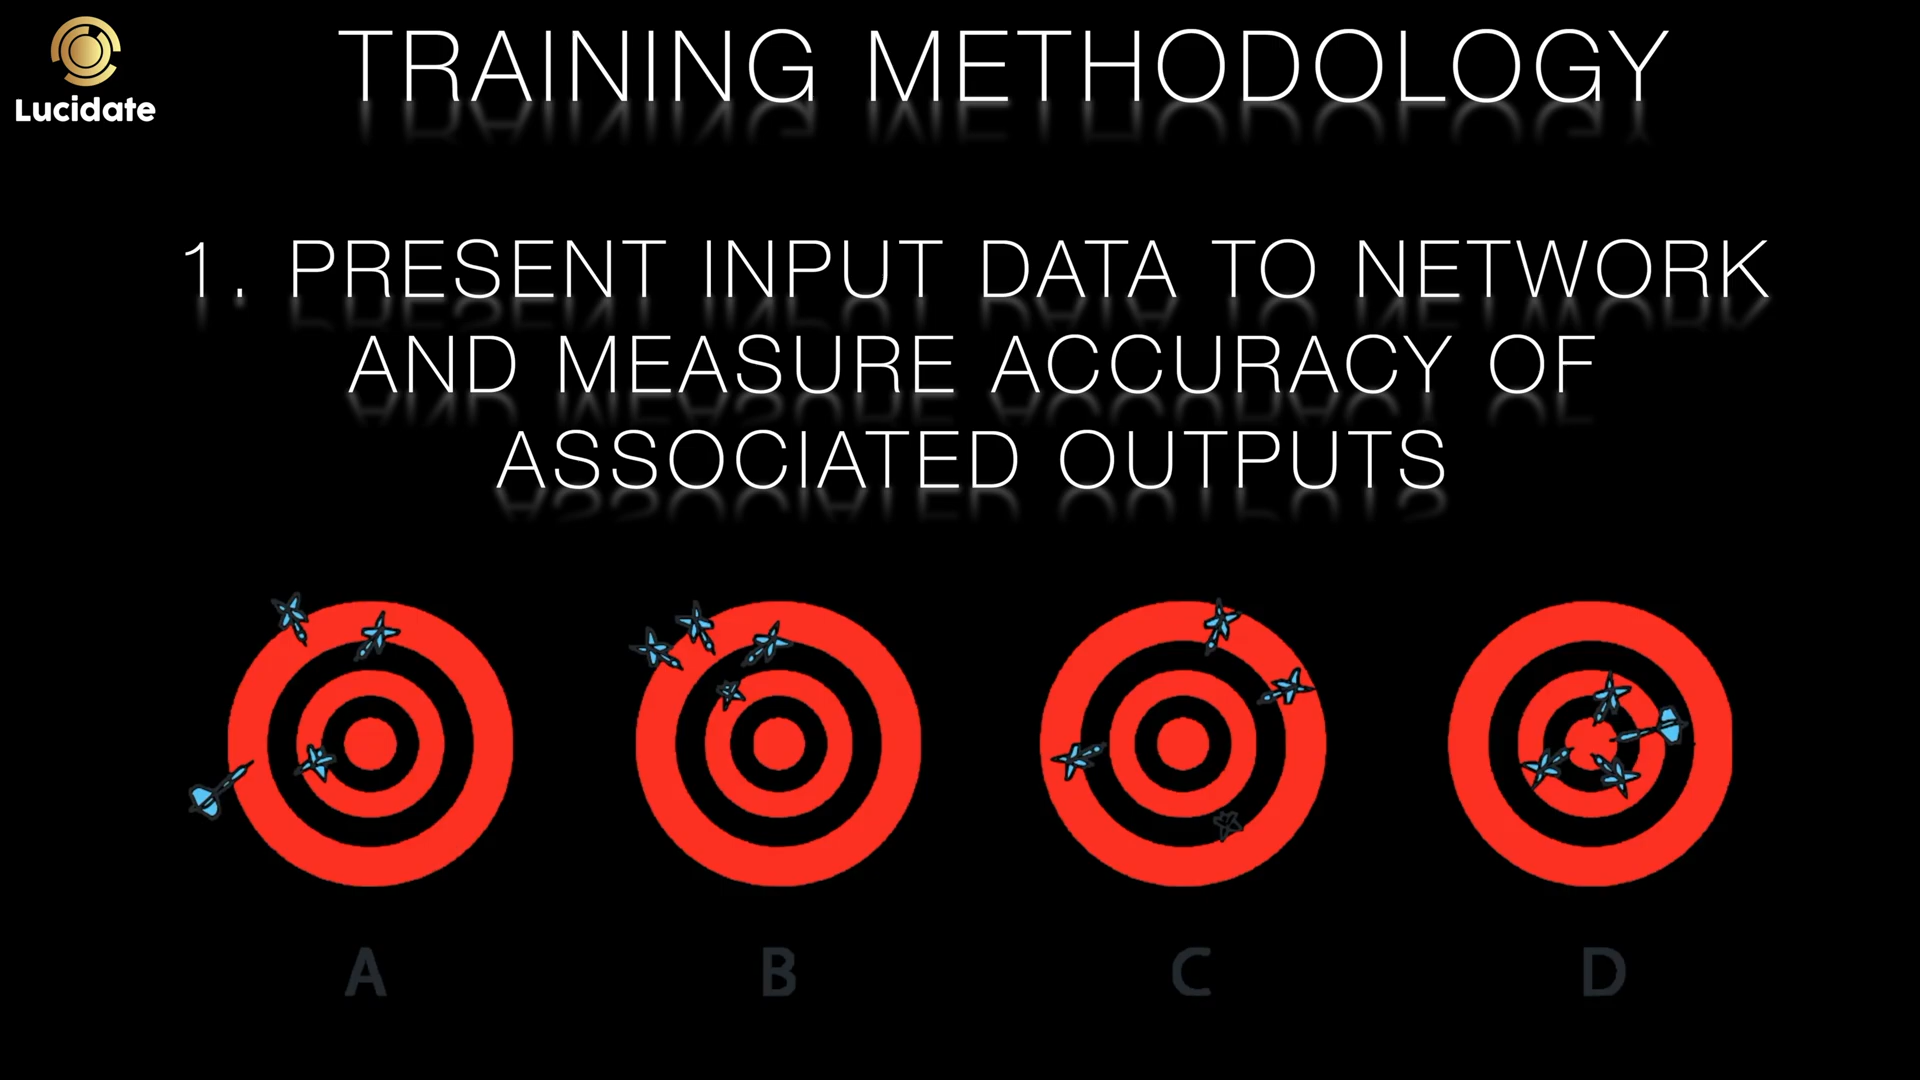 Lucidate
TRAINING METHODOLOGY
1. PRESENT INPUT DATA TO NETWORK
AND MEASURE ACCURACY OF
ASSOCIATED OUTPUTS
A B C D